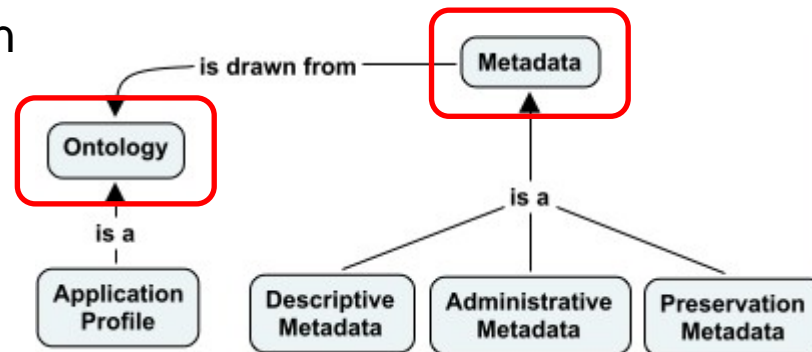 n
is drawn from
Metadata
Ontology
is a
is a
Application
Profile
Descriptive
Metadata
Administrative
Metadata
Preservation
Metadata